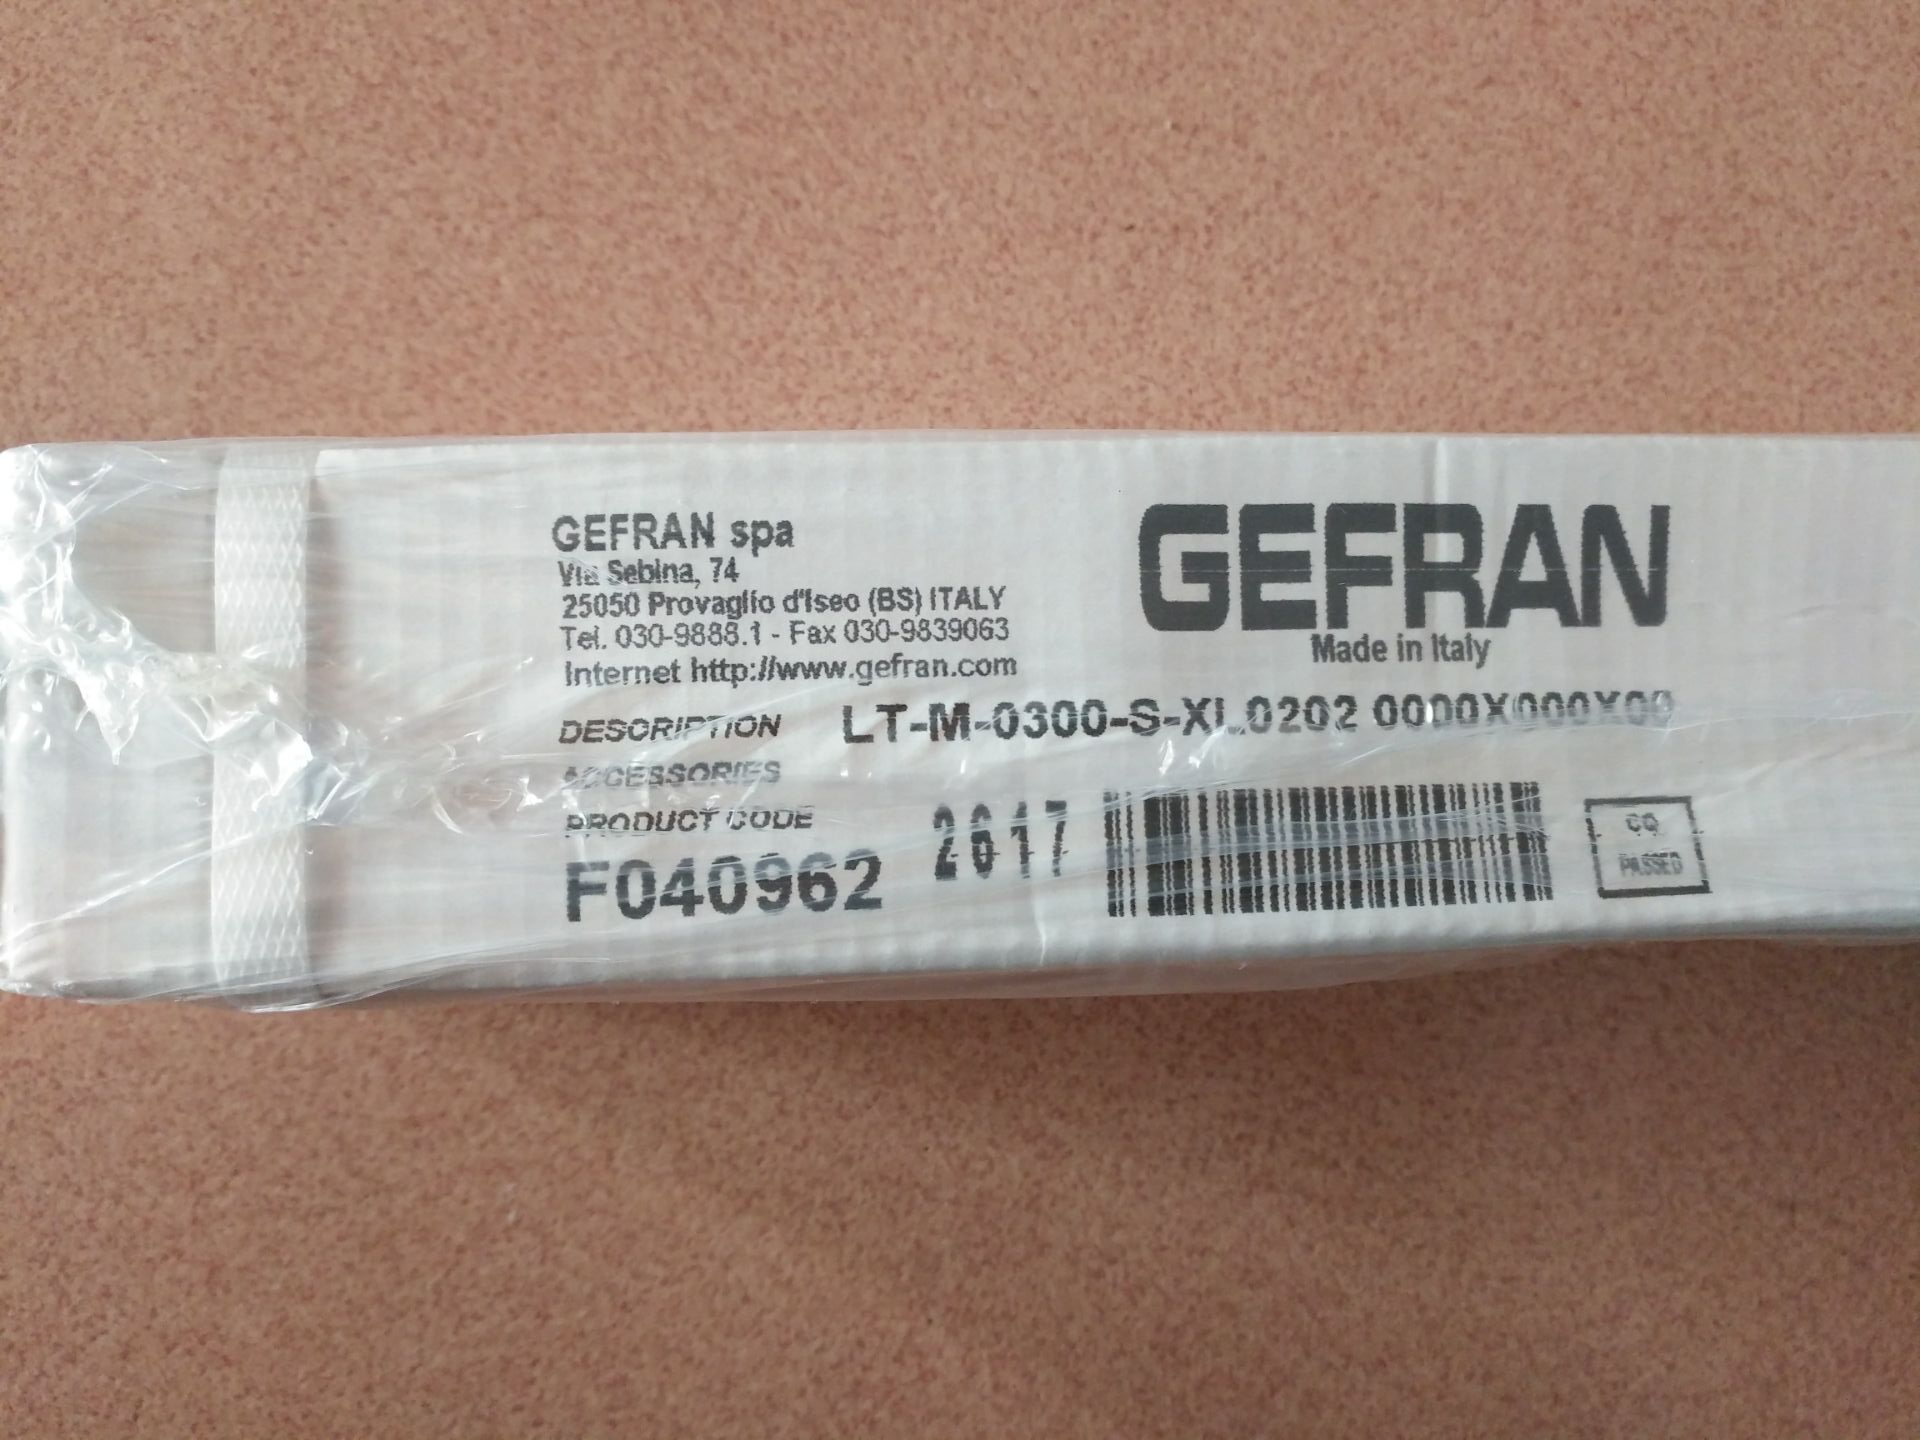 GEFRAN spa
Via Sebina, 74
25050 Provaglio d'Iseo (BS) ITALY
Tel. 030-9888.1 - Fax 030-9839063
Internet http://www.gefran.com
GEFRAN
Made in Italy
DESCRIPTION LT-M-0300-S-XL0202 0000X000X00
ACCESSORIES
PRODUCT CODE
F040962
2617
CQ
PASSED